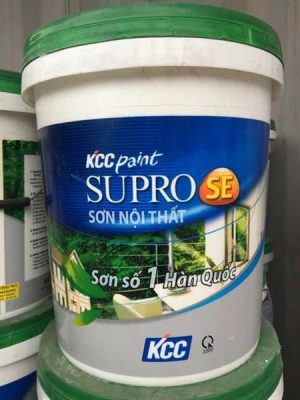 KCC paint
SUPRO SE
SƠN NỘI THẤT
Sơn số 1 Hàn Quốc
KCC